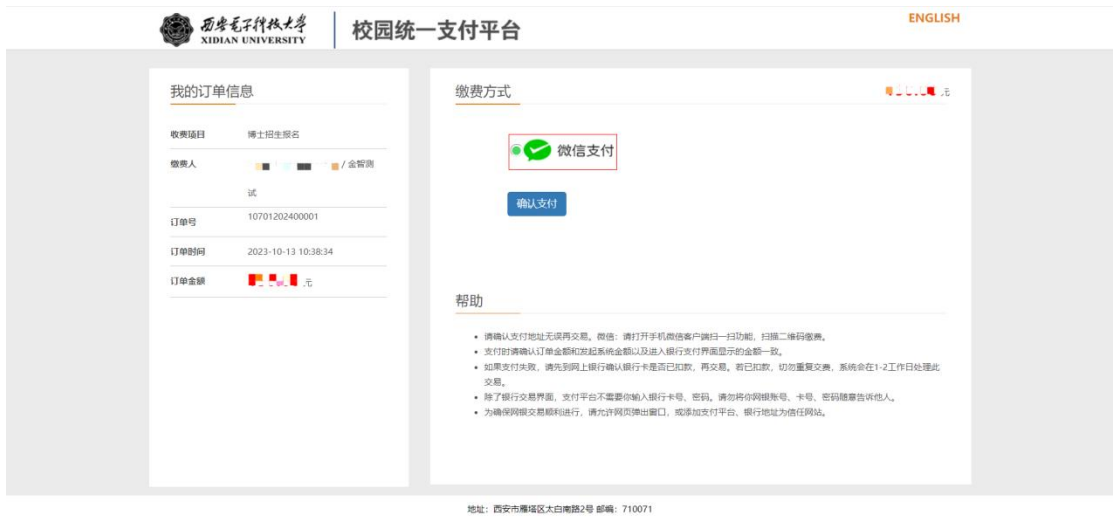 西安电子科技大学
XIDIAN UNIVERSITY
校园统一支付平台
ENGLISH
我的订单信息
收费项目 博士招生报名
缴费人 / 金智测
试
订单号 10701202400001
订单时间 2023-10-13 10:38:34
订单金额 元
缴费方式
元
微信支付
确认支付
帮助
• 请确认支付地址无误再交易。微信：请打开手机微信客户端扫一扫功能，扫描二维码缴费。
• 支付时请确认订单金额和发起系统金额以及进入银行支付界面显示的金额一致。
• 如果支付失败，请先到网上银行确认银行卡是否已扣款，再交易。若已扣款，切勿重复交费，系统会在1-2工作日处理此
交易。
• 除了银行交易界面，支付平台不需要你输入银行卡号、密码。请勿将你网银账号、卡号、密码随意告诉他人。
• 为确保网银交易顺利进行，请允许网页弹出窗口，或添加支付平台，银行地址为信任网站。
地址：西安市雁塔区太白南路2号 邮编：710071